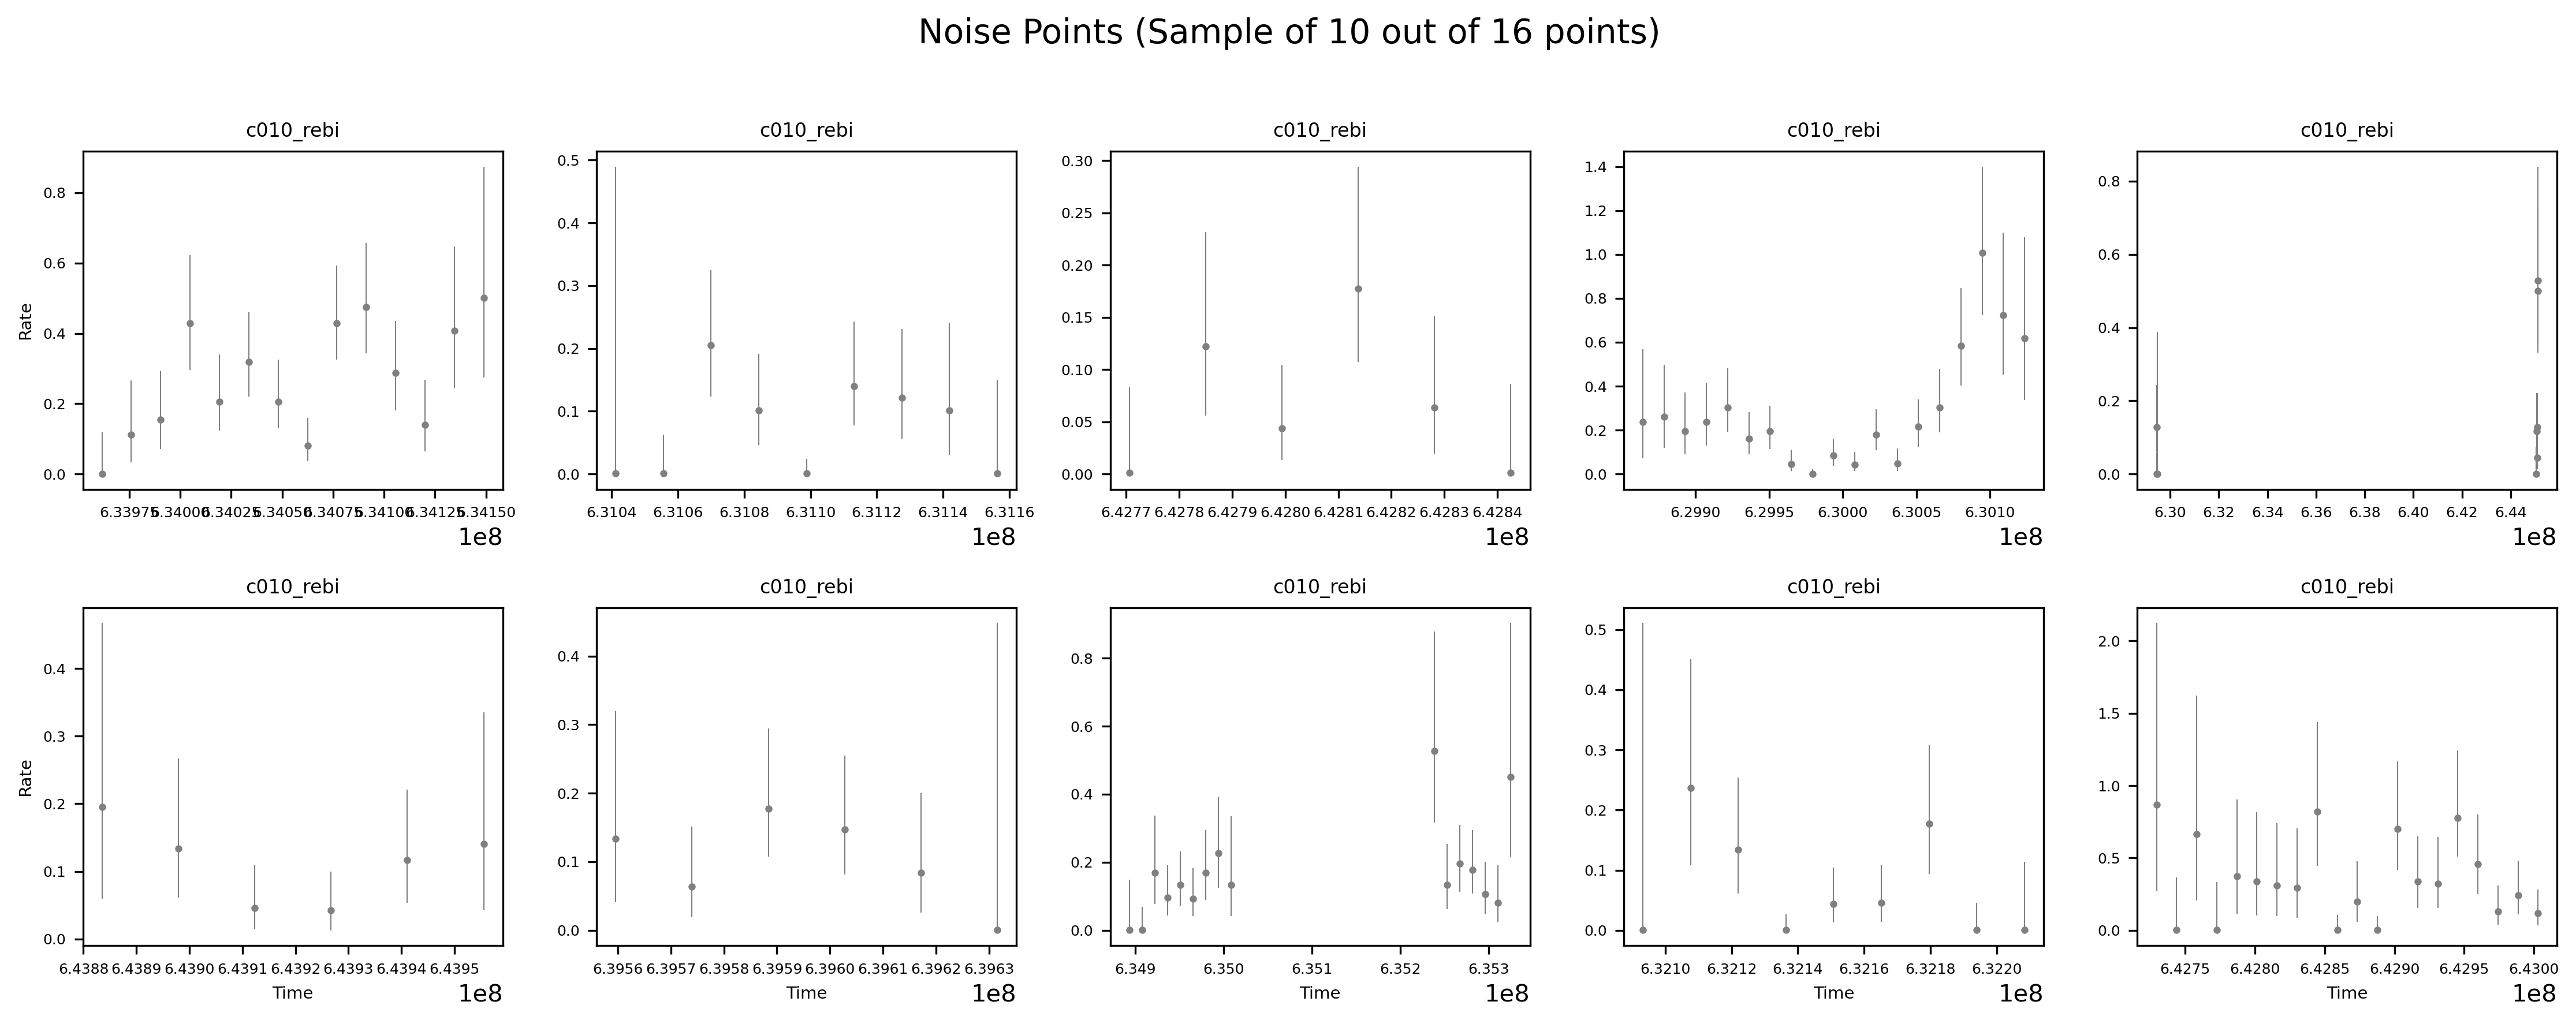 Noise Points (Sample of 10 out of 16 points)
c010_rebi c010_rebi c010_rebi c010_rebi c010_rebi
Rate
0.8
0.6
0.4
0.2
0.0
6.33975 6.34000 6.34025 6.34050 6.34075 6.34100 6.34125 6.34150
1e8
0.5
0.4
0.3
0.2
0.1
0.0
6.3104 6.3106 6.3108 6.3110 6.3112 6.3114 6.3116
1e8
0.30
0.25
0.20
0.15
0.10
0.05
0.00
6.4277 6.4278 6.4279 6.4280 6.4281 6.4282 6.4283 6.4284
1e8
1.4
1.2
1.0
0.8
0.6
0.4
0.2
0.0
6.2990 6.2995 6.3000 6.3005 6.3010
1e8
0.8
0.6
0.4
0.2
0.0
6.30 6.32 6.34 6.36 6.38 6.40 6.42 6.44
1e8
c010_rebi c010_rebi c010_rebi c010_rebi c010_rebi
Rate
0.4
0.3
0.2
0.1
0.0
6.4388 6.4389 6.4390 6.4391 6.4392 6.4393 6.4394 6.4395
Time
1e8
0.4
0.3
0.2
0.1
0.0
6.3956 6.3957 6.3958 6.3959 6.3960 6.3961 6.3962 6.3963
Time
1e8
0.8
0.6
0.4
0.2
0.0
6.349 6.350 6.351 6.352 6.353
Time
1e8
0.5
0.4
0.3
0.2
0.1
0.0
6.3210 6.3212 6.3214 6.3216 6.3218 6.3220
Time
1e8
2.0
1.5
1.0
0.5
0.0
6.4275 6.4280 6.4285 6.4290 6.4295 6.4300
Time
1e8